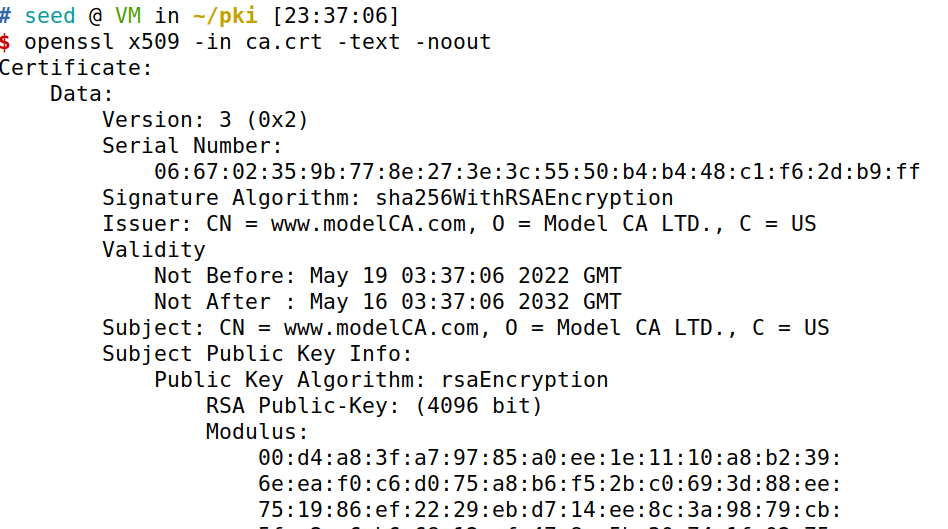 # seed @ VM in ~/pki [23:37:06]
$ openssl x509 -in ca.crt -text -noout
Certificate:
    Data:
        Version: 3 (0x2)
        Serial Number:
            06:67:02:35:9b:77:8e:27:3e:3c:55:50:b4:b4:48:c1:f6:2d:b9:ff
        Signature Algorithm: sha256WithRSAEncryption
        Issuer: CN = www.modelCA.com, O = Model CA LTD., C = US
        Validity
            Not Before: May 19 03:37:06 2022 GMT
            Not After : May 16 03:37:06 2032 GMT
        Subject: CN = www.modelCA.com, O = Model CA LTD., C = US
        Subject Public Key Info:
            Public Key Algorithm: rsaEncryption
                RSA Public-Key: (4096 bit)
                Modulus:
                    00:d4:a8:3f:a7:97:85:a0:ee:1e:11:10:a8:b2:39:
                    6e:ea:f0:c6:d0:75:a8:b6:f5:2b:c0:69:3d:88:ee:
                    75:19:86:ef:22:29:eb:d7:14:ee:8c:3a:98:79:cb: